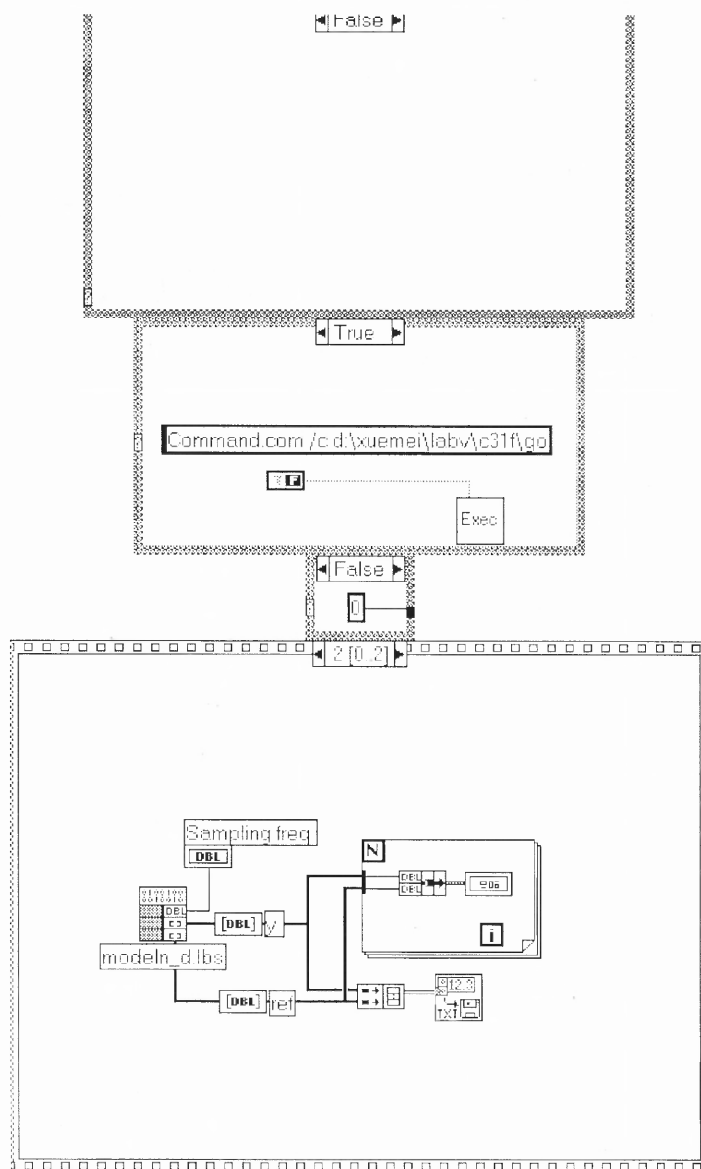 False
True
Command.com /c d:\xuemei\labv\c31f\go
F
Exec
False
0
2 [0..2]
Sampling freq
DBL
N
DBL
DBL
DBL
[DBL] y
i
modeln_d.lbs
[DBL] ref
12.3
TXT